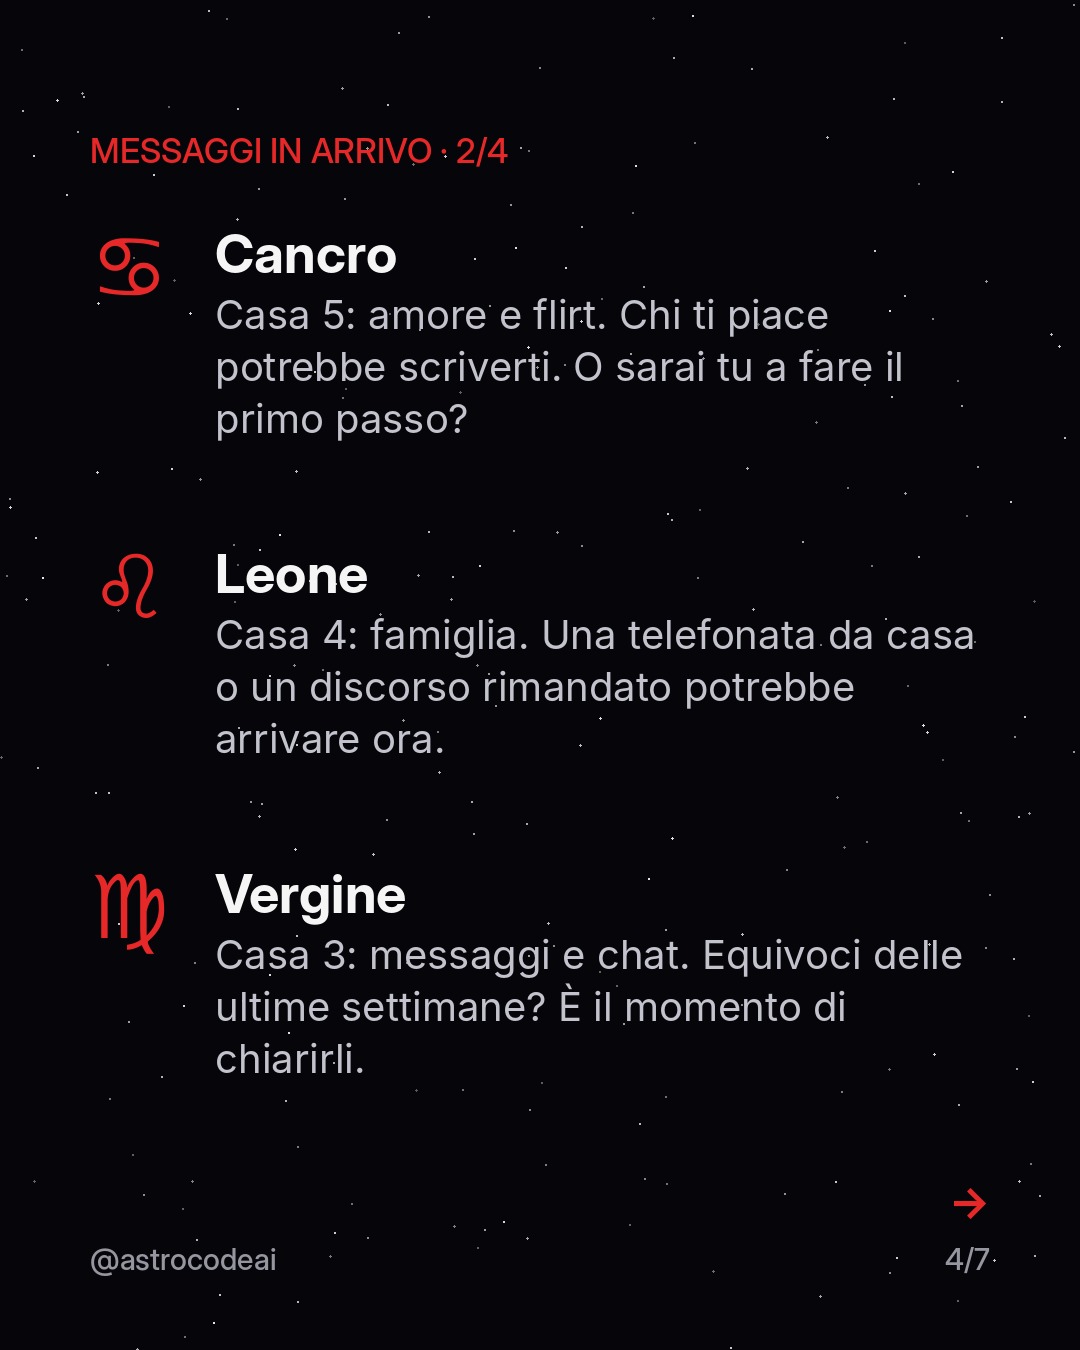 MESSAGGI IN ARRIVO · 2/4
♋ Cancro
Casa 5: amore e flirt. Chi ti piace
potrebbe scriverti. O sarai tu a fare il
primo passo?
♌ Leone
Casa 4: famiglia. Una telefonata da casa
o un discorso rimandato potrebbe
arrivare ora.
♍ Vergine
Casa 3: messaggi e chat. Equivoci delle
ultime settimane? È il momento di
chiarirli.
→
@astrocodeai
4/7